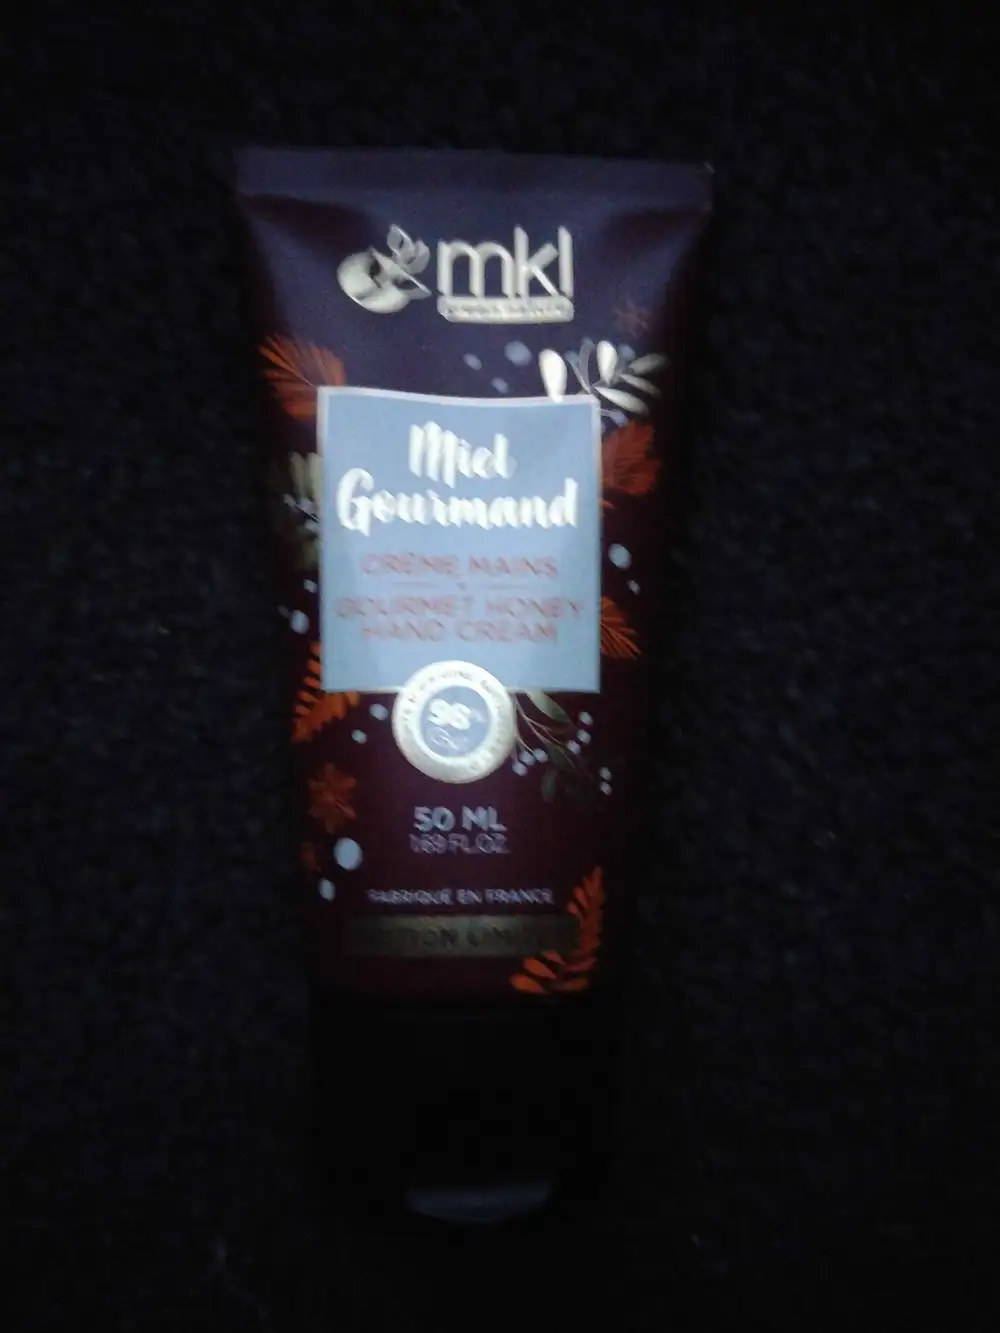 mkl
Miel
Gourmand
CRÈME MAINS
GOURMET HONEY
HAND CREAM
50 ML
1.69 FL.OZ.
FABRIQUÉ EN FRANCE